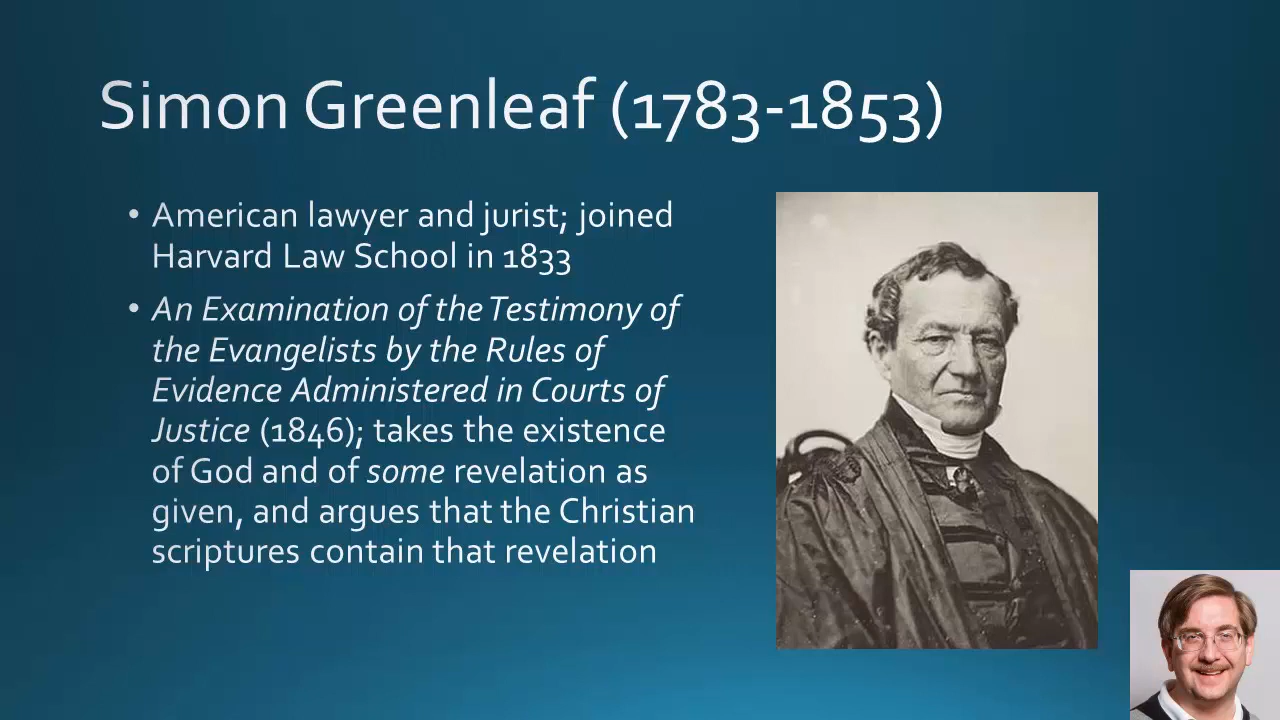 Simon Greenleaf (1783-1853)
• American lawyer and jurist; joined
Harvard Law School in 1833
• An Examination of the Testimony of
the Evangelists by the Rules of
Evidence Administered in Courts of
Justice (1846); takes the existence
of God and of some revelation as
given, and argues that the Christian
scriptures contain that revelation